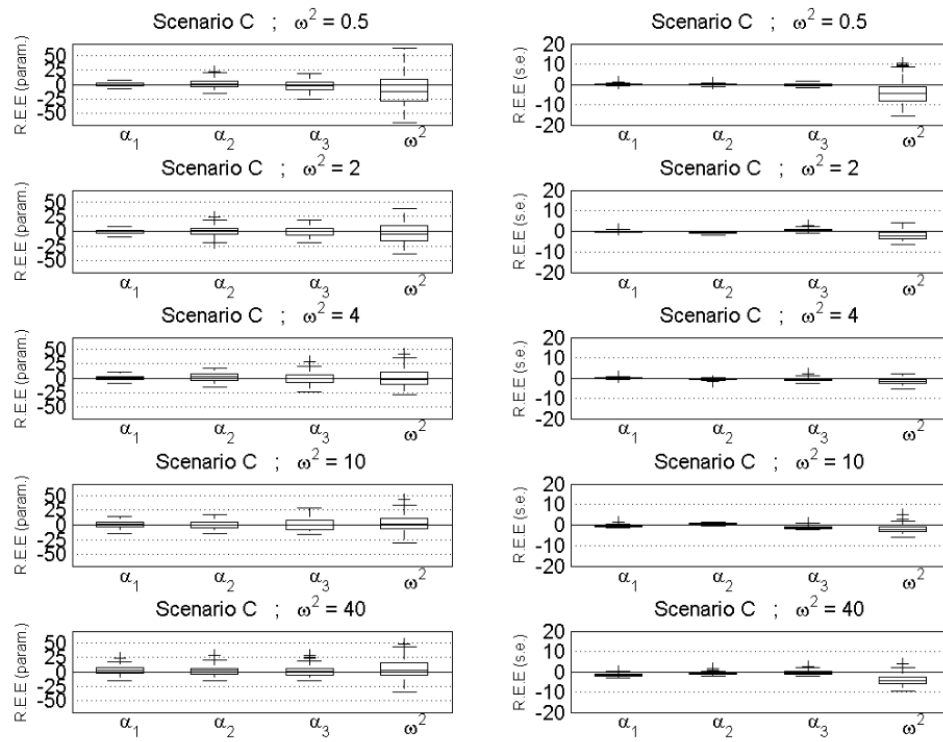 Scenario C ; ω² = 0.5
R.E.E (param.)
50
25
0
-25
-50
α₁ α₂ α₃ ω²
Scenario C ; ω² = 0.5
R.E.E (s.e.)
20
10
0
-10
-20
α₁ α₂ α₃ ω²
Scenario C ; ω² = 2
R.E.E (param.)
50
25
0
-25
-50
α₁ α₂ α₃ ω²
Scenario C ; ω² = 2
R.E.E (s.e.)
20
10
0
-10
-20
α₁ α₂ α₃ ω²
Scenario C ; ω² = 4
R.E.E (param.)
50
25
0
-25
-50
α₁ α₂ α₃ ω²
Scenario C ; ω² = 4
R.E.E (s.e.)
20
10
0
-10
-20
α₁ α₂ α₃ ω²
Scenario C ; ω² = 10
R.E.E (param.)
50
25
0
-25
-50
α₁ α₂ α₃ ω²
Scenario C ; ω² = 10
R.E.E (s.e.)
20
10
0
-10
-20
α₁ α₂ α₃ ω²
Scenario C ; ω² = 40
R.E.E (param.)
50
25
0
-25
-50
α₁ α₂ α₃ ω²
Scenario C ; ω² = 40
R.E.E (s.e.)
20
10
0
-10
-20
α₁ α₂ α₃ ω²